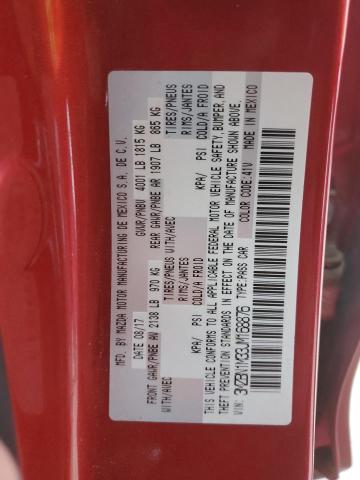 MFD. BY MAZDA MOTOR MANUFACTURING DE MEXICO S.A. DE C.V.
DATE: 08/17 GVWR/PNBV 4001 LB 1815 KG
FRONT GAWR/PNBE AV 2138 LB 970 KG REAR GAWR/PNBE AR 1907 LB 865 KG
WITH/AVEC TIRES/PNEUS WITH/AVEC TIRES/PNEUS
RIMS/JANTES RIMS/JANTES
KPA/ PSI COLD/A FROID KPA/ PSI COLD/A FROID
THIS VEHICLE CONFORMS TO ALL APPLICABLE FEDERAL MOTOR VEHICLE SAFETY, BUMPER, AND
THEFT PREVENTION STANDARDS IN EFFECT ON THE DATE OF MANUFACTURE SHOWN ABOVE.
VIN: TYPE: PASS CAR COLOR CODE: 41V MADE IN MEXICO